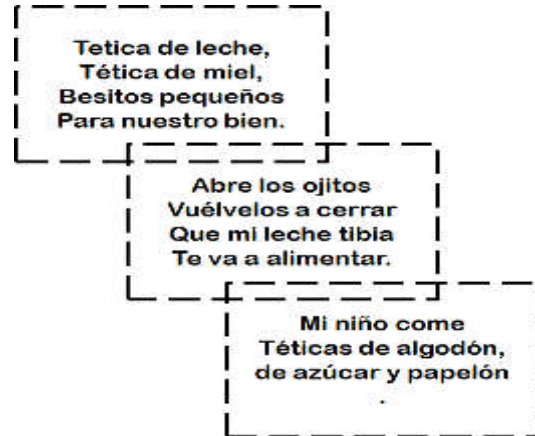 Tetica de leche,
Tética de miel,
Besitos pequeños
Para nuestro bien.
Abre los ojitos
Vuélvelos a cerrar
Que mi leche tibia
Te va a alimentar.
Mi niño come
Téticas de algodón,
de azúcar y papelón
.